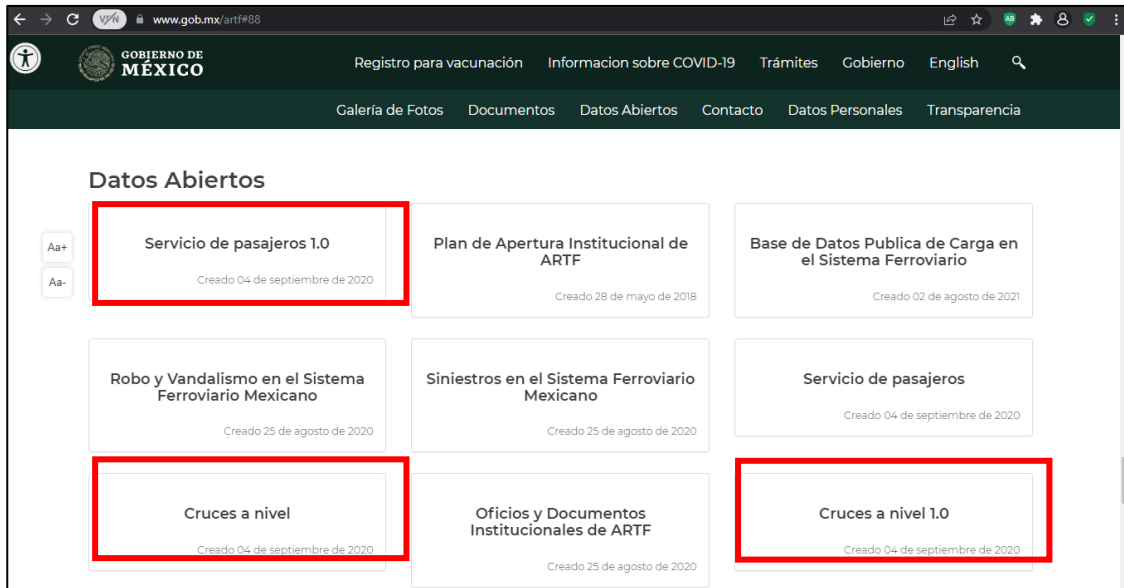 VPN www.gob.mx/artf#88
AB
GOBIERNO DE
MÉXICO
Registro para vacunación Informacion sobre COVID-19 Trámites Gobierno English
Galería de Fotos Documentos Datos Abiertos Contacto Datos Personales Transparencia
Datos Abiertos
Aa+
Aa-
Servicio de pasajeros 1.0
Creado 04 de septiembre de 2020
Plan de Apertura Institucional de
ARTF
Creado 28 de mayo de 2018
Base de Datos Publica de Carga en
el Sistema Ferroviario
Creado 02 de agosto de 2021
Robo y Vandalismo en el Sistema
Ferroviario Mexicano
Creado 25 de agosto de 2020
Siniestros en el Sistema Ferroviario
Mexicano
Creado 25 de agosto de 2020
Servicio de pasajeros
Creado 04 de septiembre de 2020
Cruces a nivel
Creado 04 de septiembre de 2020
Oficios y Documentos
Institucionales de ARTF
Creado 25 de agosto de 2020
Cruces a nivel 1.0
Creado 04 de septiembre de 2020